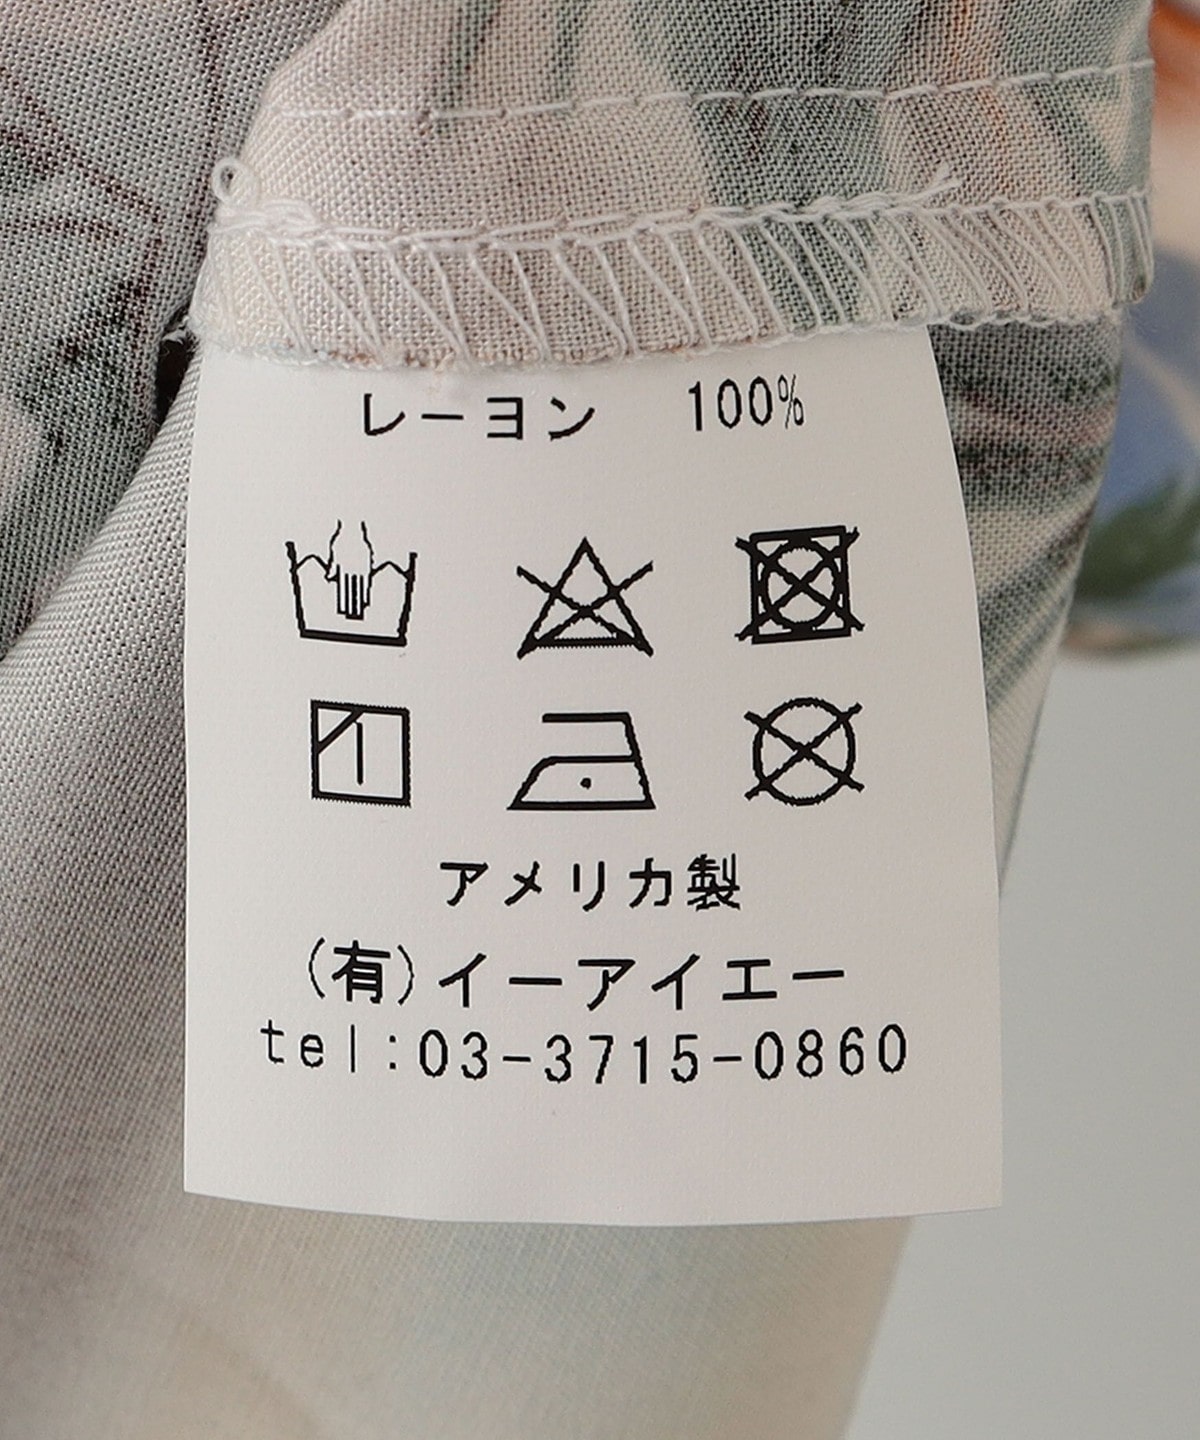 レーヨン 100%
アメリカ製
(有)イーアイエー
tel:03-3715-0860